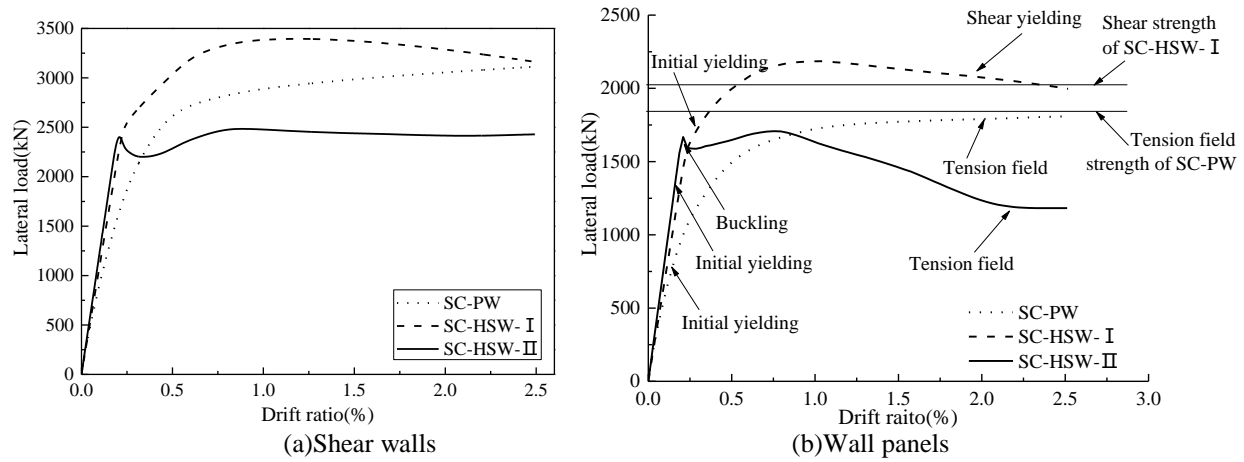 3500
3000
2500
2000
1500
1000
500
0
Lateral load(kN)
0.0 0.5 1.0 1.5 2.0 2.5
Drift ratio(%)
SC-PW
SC-HSW-Ⅰ
SC-HSW-Ⅱ
(a)Shear walls
2500
2000
1500
1000
500
0
Lateral load(kN)
0.0 0.5 1.0 1.5 2.0 2.5 3.0
Drift raito(%)
Initial yielding
Shear yielding
Shear strength
of SC-HSW-Ⅰ
Tension field
strength of SC-PW
Tension field
Buckling
Initial yielding
Tension field
Initial yielding
SC-PW
SC-HSW-Ⅰ
SC-HSW-Ⅱ
(b)Wall panels